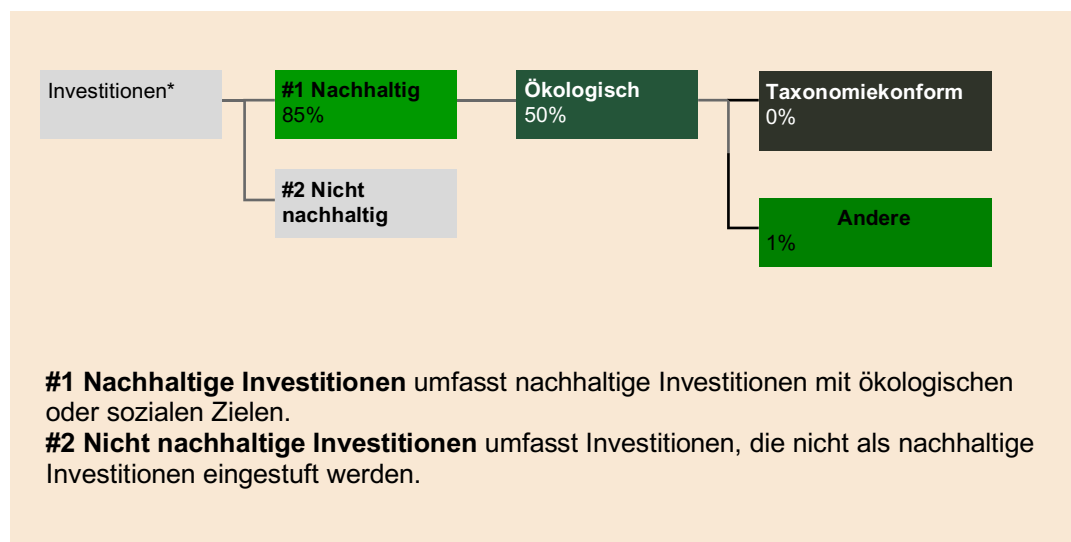 Investitionen*
#1 Nachhaltig
85%
Ökologisch
50%
Taxonomiekonform
0%
#2 Nicht
nachhaltig
Andere
1%
#1 Nachhaltige Investitionen umfasst nachhaltige Investitionen mit ökologischen
oder sozialen Zielen.
#2 Nicht nachhaltige Investitionen umfasst Investitionen, die nicht als nachhaltige
Investitionen eingestuft werden.